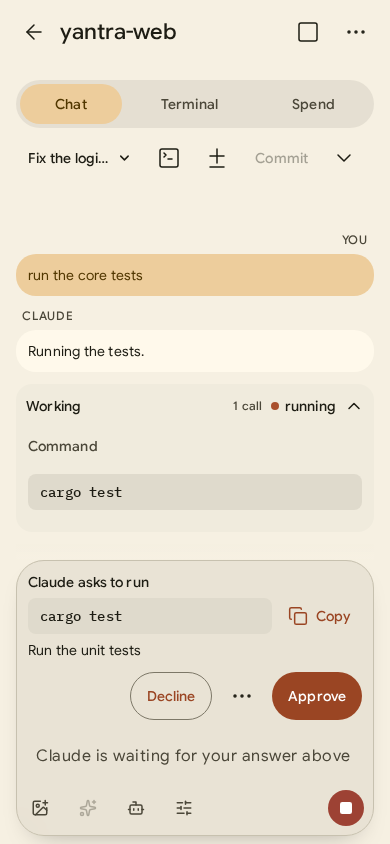 yantra-web
Chat
Terminal
Spend
Fix the logi...
Commit
YOU
run the core tests
CLAUDE
Running the tests.
Working
1 call
running
Command
cargo test
Claude asks to run
cargo test
Copy
Run the unit tests
Decline
Approve
Claude is waiting for your answer above